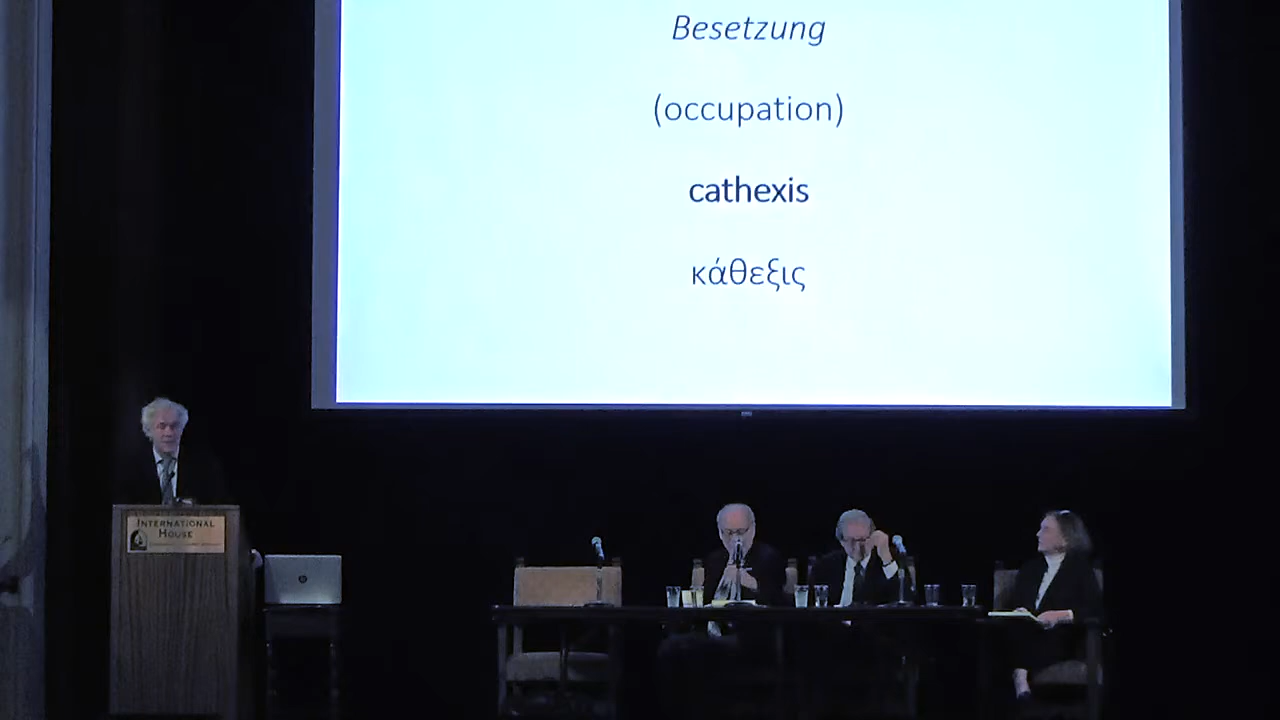 Besetzung
(occupation)
cathexis
κάθεξις
INTERNATIONAL
HOUSE